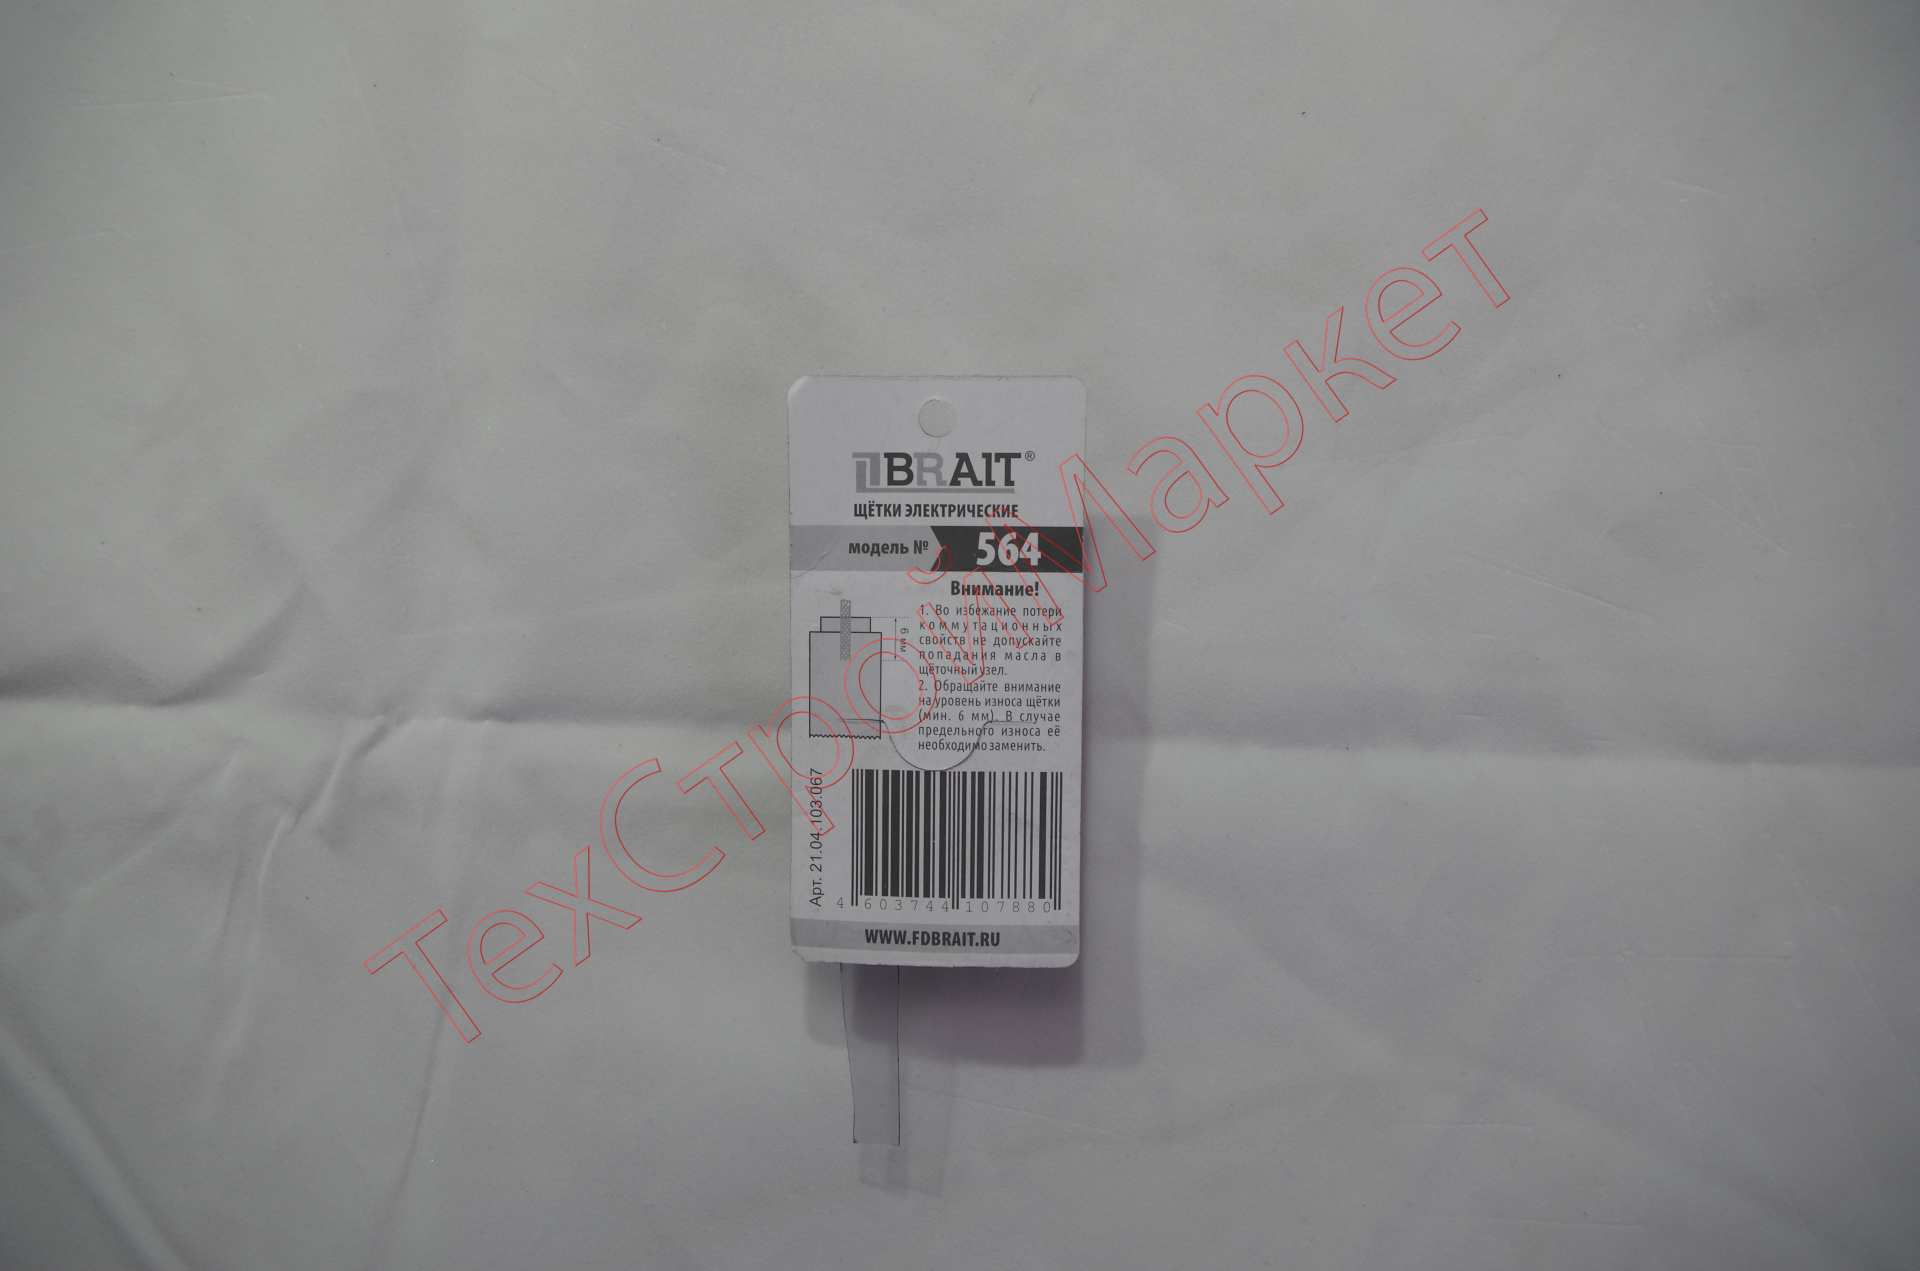 BRAIT®
ЩЁТКИ ЭЛЕКТРИЧЕСКИЕ
модель № 564
Внимание!
1. Во избежание потери
коммутационных
свойств не допускайте
попадания масла в
щёточный узел.
2. Обращайте внимание
на уровень износа щётки
(мин. 6 мм). В случае
предельного износа её
необходимо заменить.
6 мм
Арт. 21.04.103.067
4 603744 107880
WWW.FDBRAIT.RU
ТехСтройМаркет